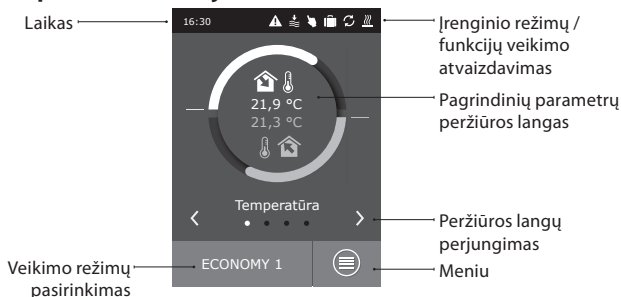 Laikas
16:30
Įrenginio režimų /
funkcijų veikimo
atvaizdavimas
21,9 °C
21,3 °C
Pagrindinių parametrų
peržiūros langas
Temperatūra
Peržiūros langų
perjungimas
Veikimo režimų
pasirinkimas
ECONOMY 1
Meniu